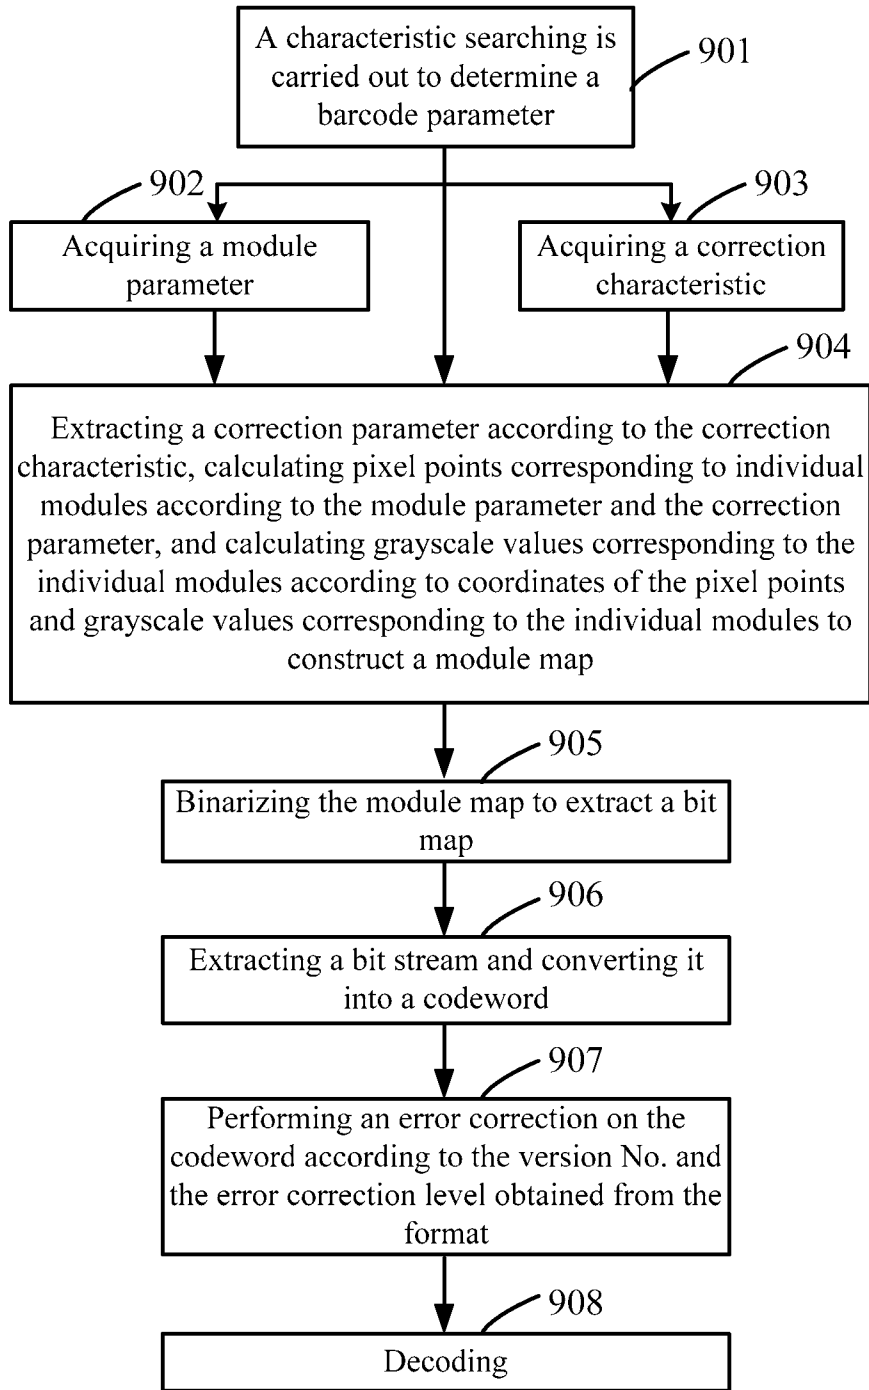 A characteristic searching is
carried out to determine a
barcode parameter
901
902
903
Acquiring a module
parameter
Acquiring a correction
characteristic
904
Extracting a correction parameter according to the correction
characteristic, calculating pixel points corresponding to individual
modules according to the module parameter and the correction
parameter, and calculating grayscale values corresponding to the
individual modules according to coordinates of the pixel points
and grayscale values corresponding to the individual modules to
construct a module map
905
Binarizing the module map to extract a bit
map
906
Extracting a bit stream and converting it
into a codeword
907
Performing an error correction on the
codeword according to the version No. and
the error correction level obtained from the
format
908
Decoding